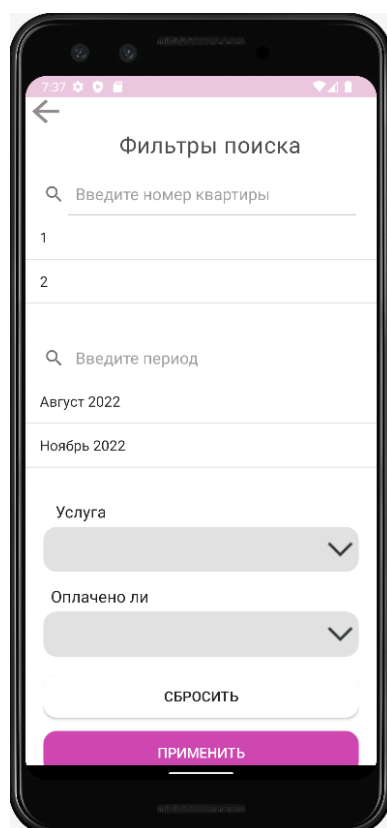 7:37
Фильтры поиска
Введите номер квартиры
1
2
Введите период
Август 2022
Ноябрь 2022
Услуга
Оплачено ли
СБРОСИТЬ
ПРИМЕНИТЬ